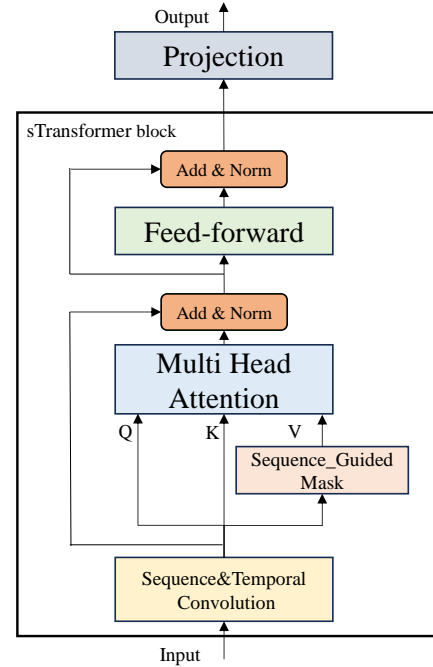 Output
Projection
sTransformer block
Add & Norm
Feed-forward
Add & Norm
Multi Head
Attention
Q
K
V
Sequence_Guided
Mask
Sequence&Temporal
Convolution
Input